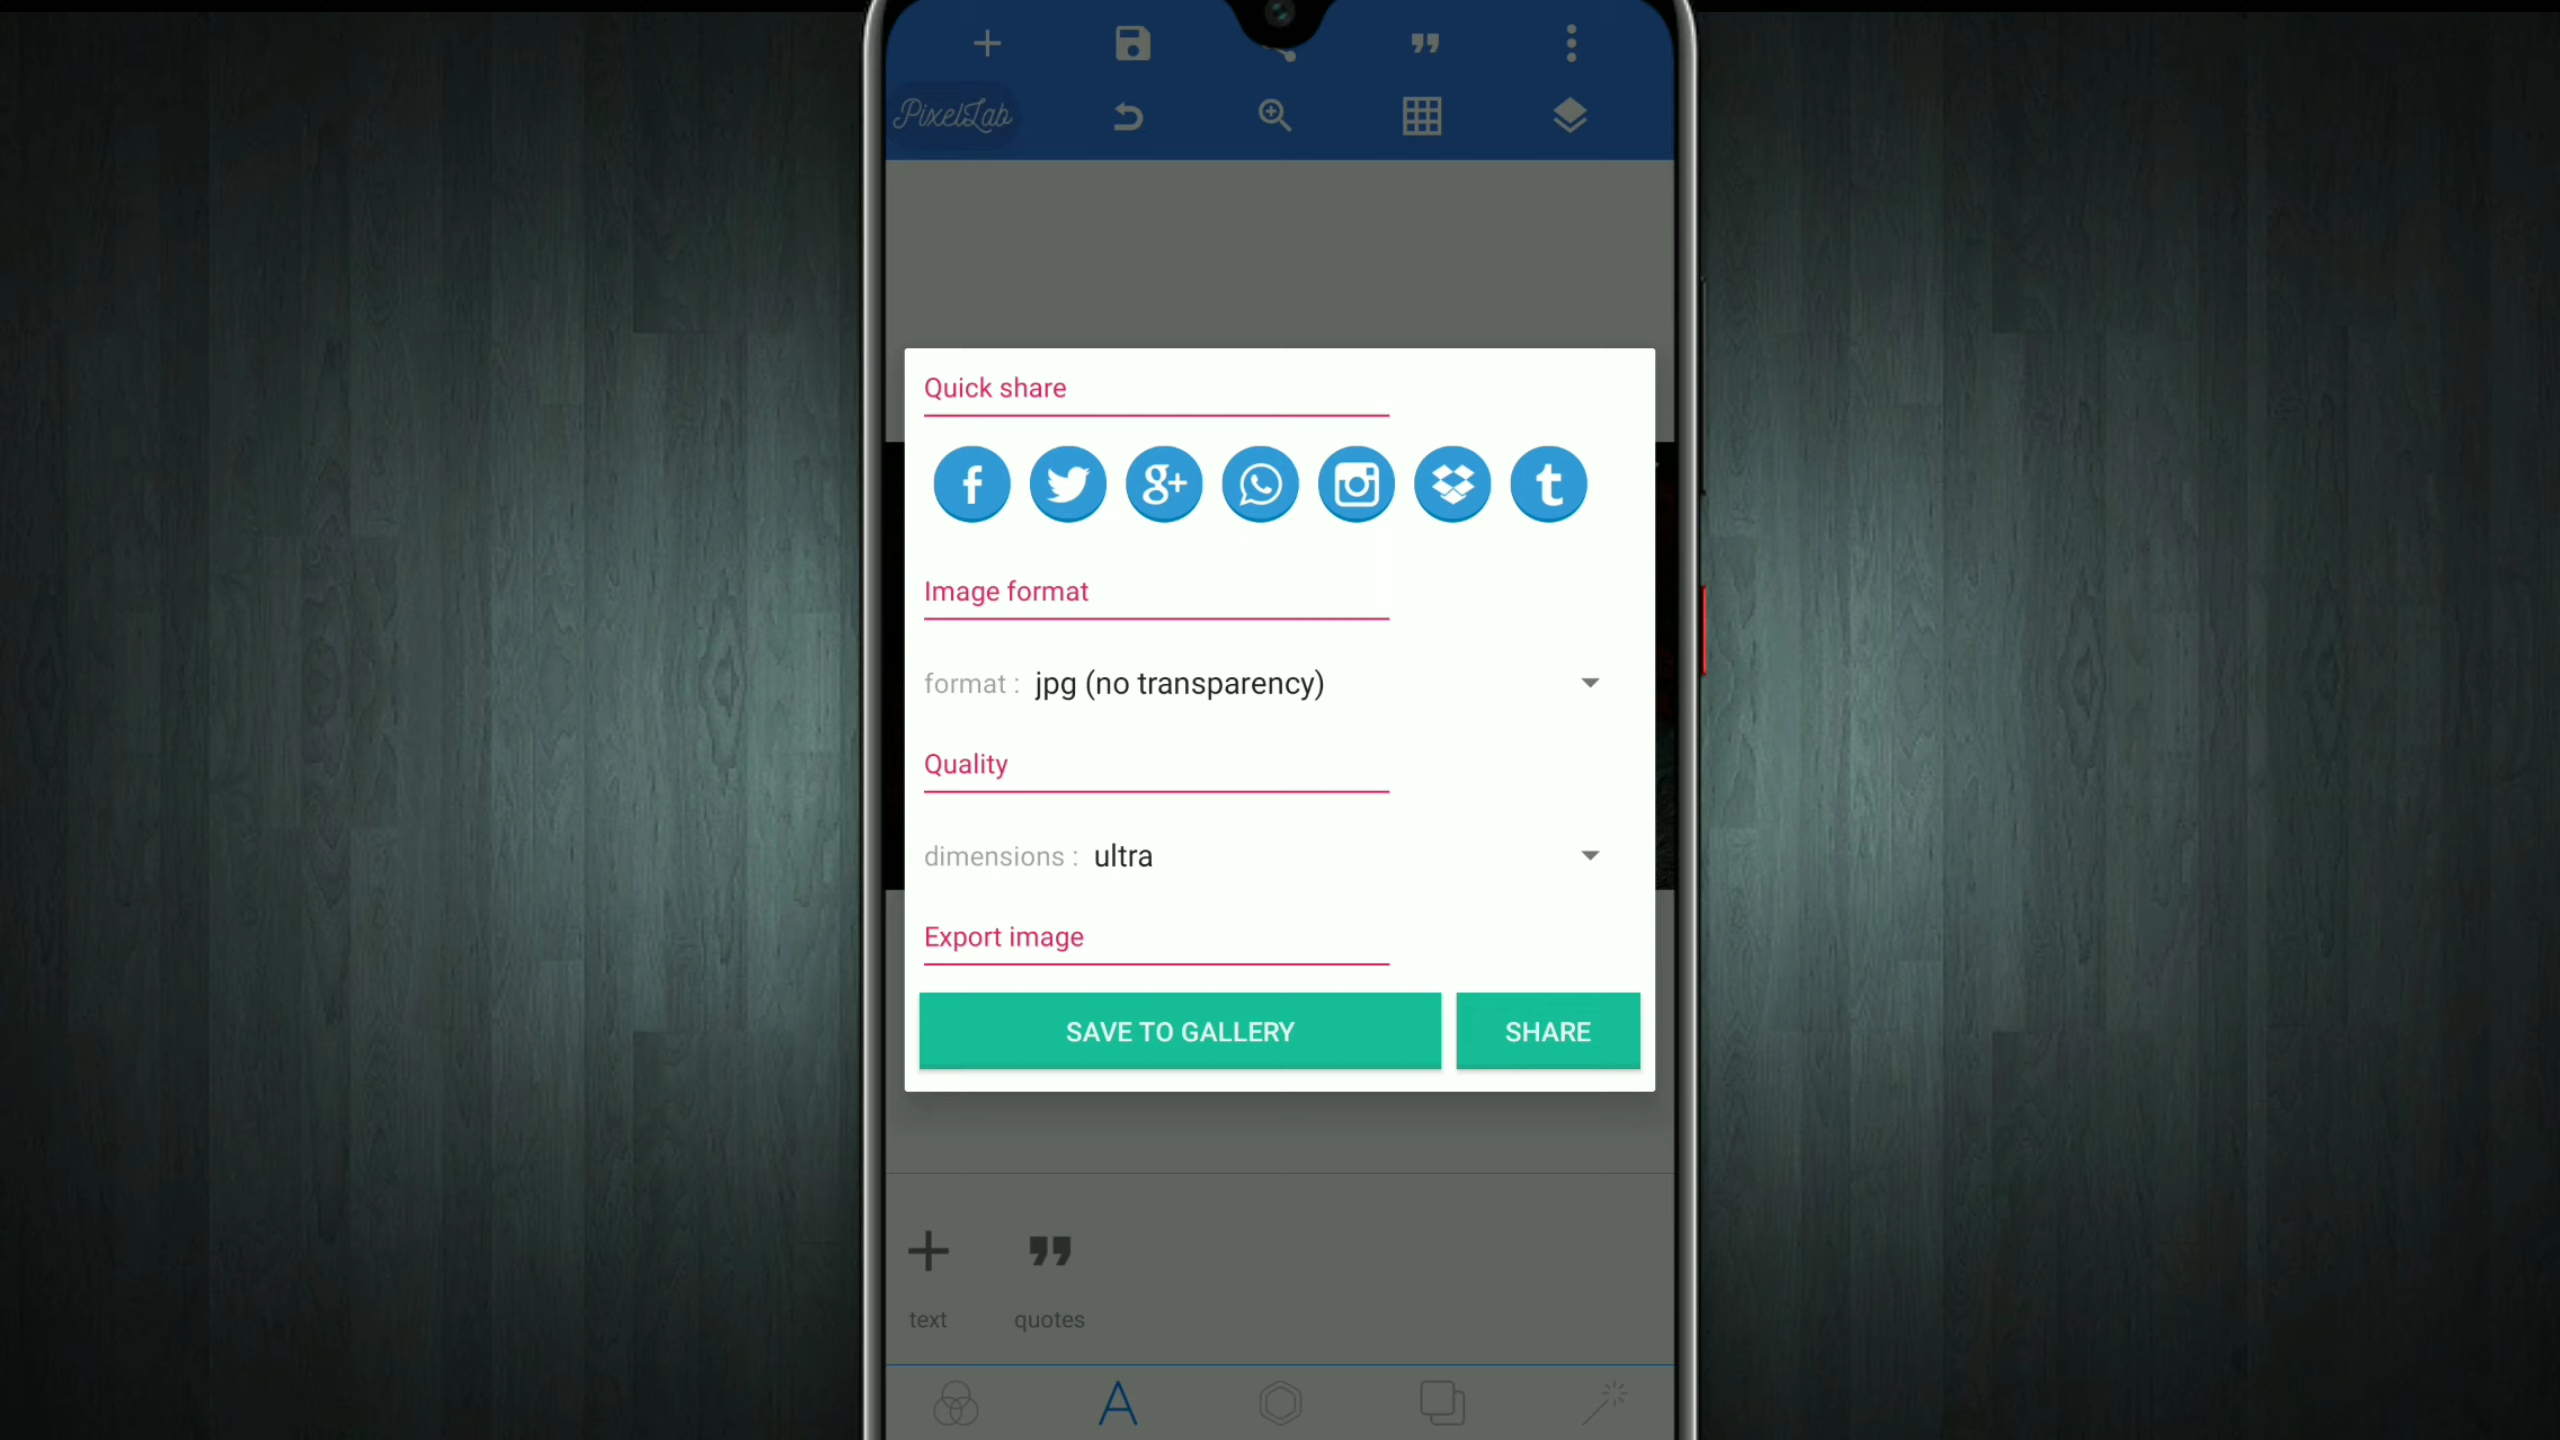 PixelLab
Quick share
Image format
format : jpg (no transparency)
Quality
dimensions : ultra
Export image
SAVE TO GALLERY SHARE
text quotes